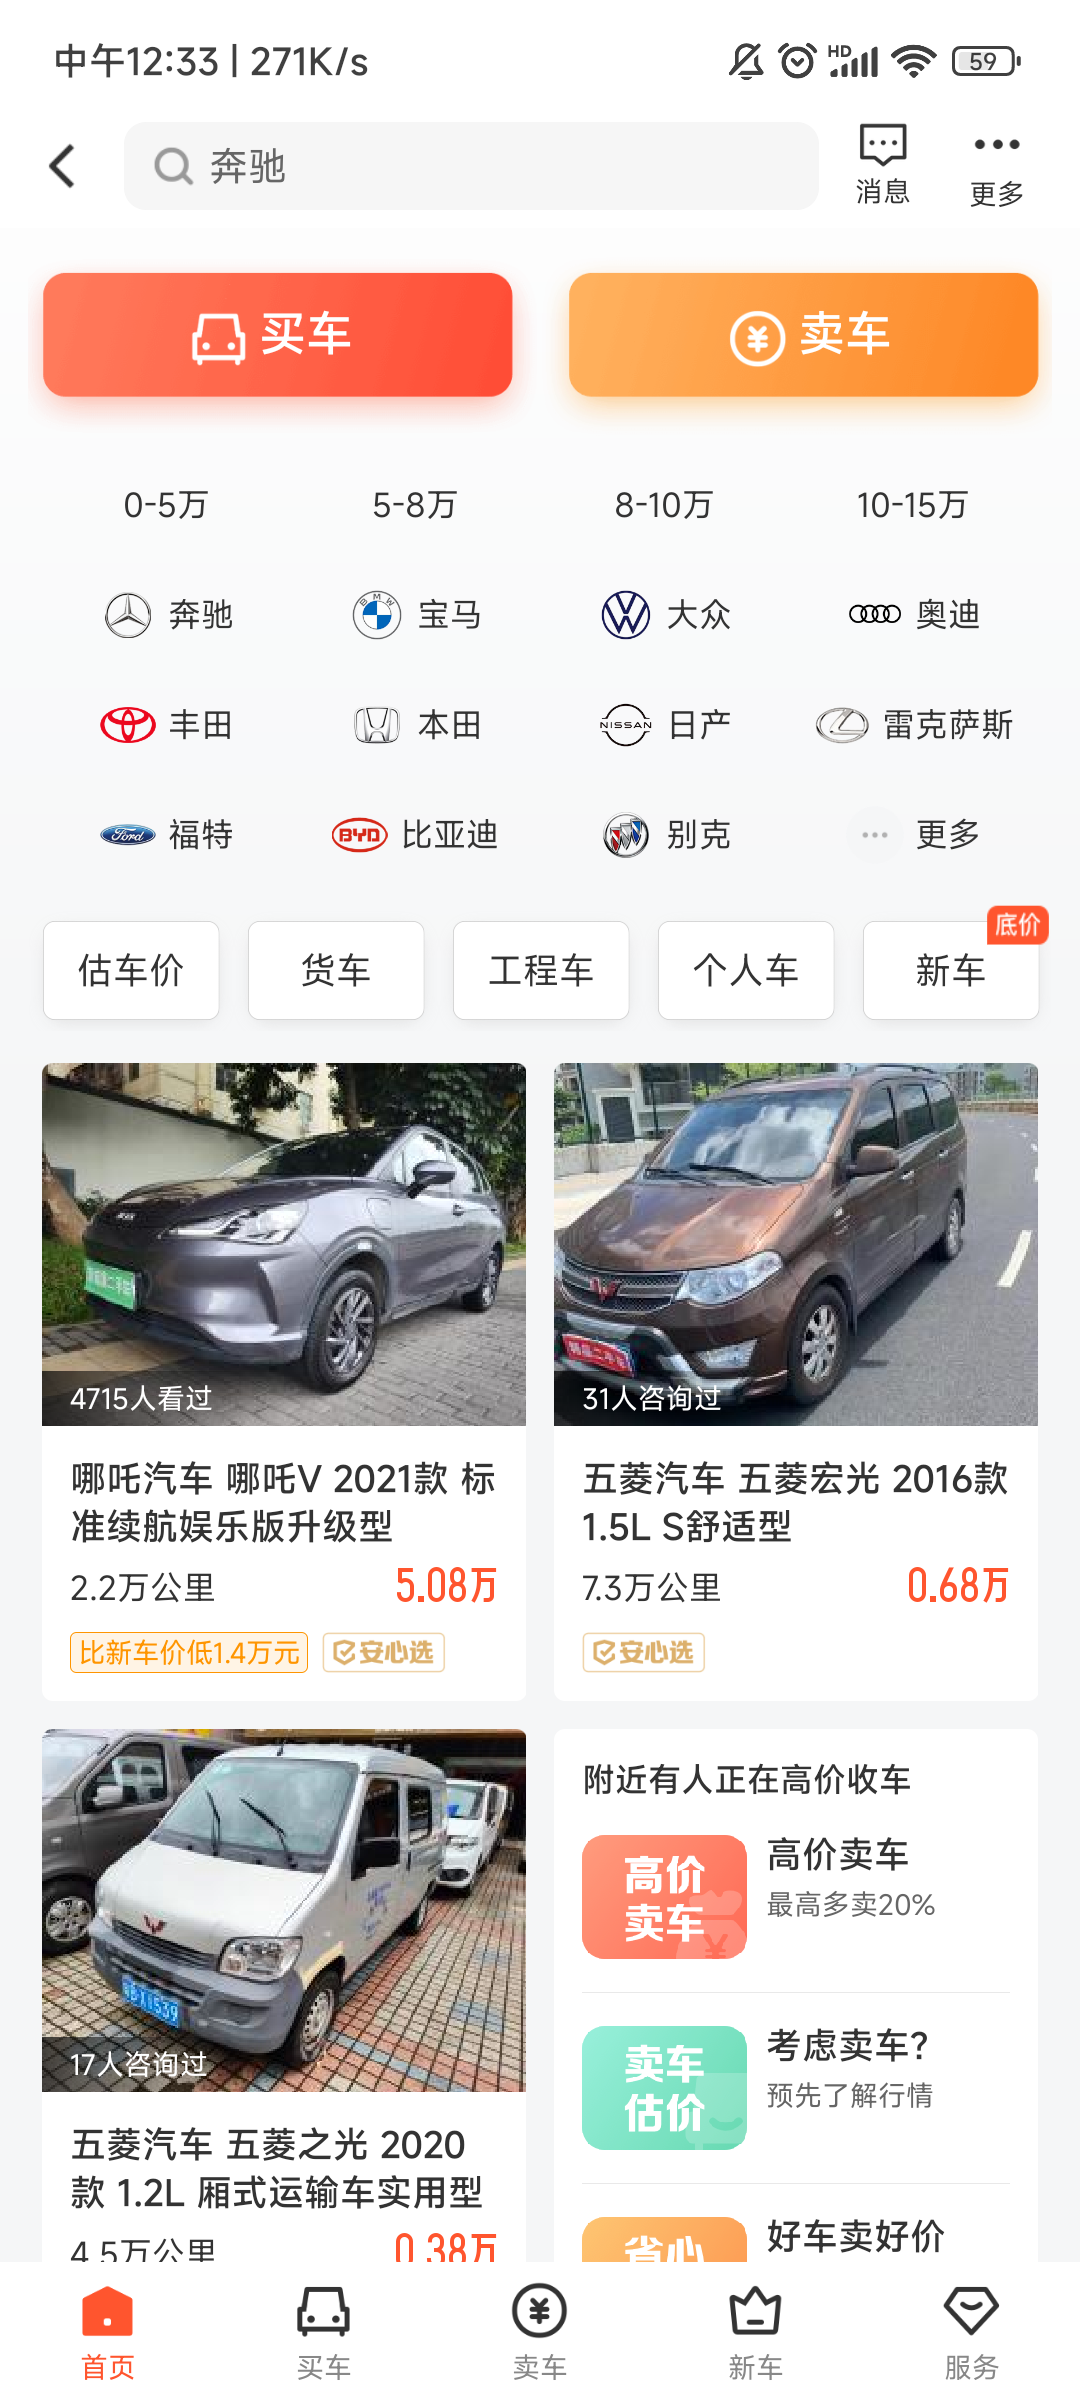 中午12:33 | 271K/s
HD
59
奔驰
消息
更多
买车
卖车
0-5万
5-8万
8-10万
10-15万
奔驰
宝马
大众
奥迪
丰田
本田
NISSAN
日产
雷克萨斯
Ford
福特
BYD
比亚迪
别克
更多
底价
估车价
货车
工程车
个人车
新车
4715人看过
31人咨询过
哪吒汽车 哪吒V 2021款 标
准续航娱乐版升级型
2.2万公里
5.08万
比新车价低1.4万元
安心选
五菱汽车 五菱宏光 2016款
1.5L S舒适型
7.3万公里
0.68万
安心选
17人咨询过
五菱汽车 五菱之光 2020
款 1.2L 厢式运输车实用型
4.5万公里
0.38万
附近有人正在高价收车
高价
卖车
高价卖车
最高多卖20%
卖车
估价
考虑卖车?
预先了解行情
省心
好车卖好价
首页
买车
卖车
新车
服务